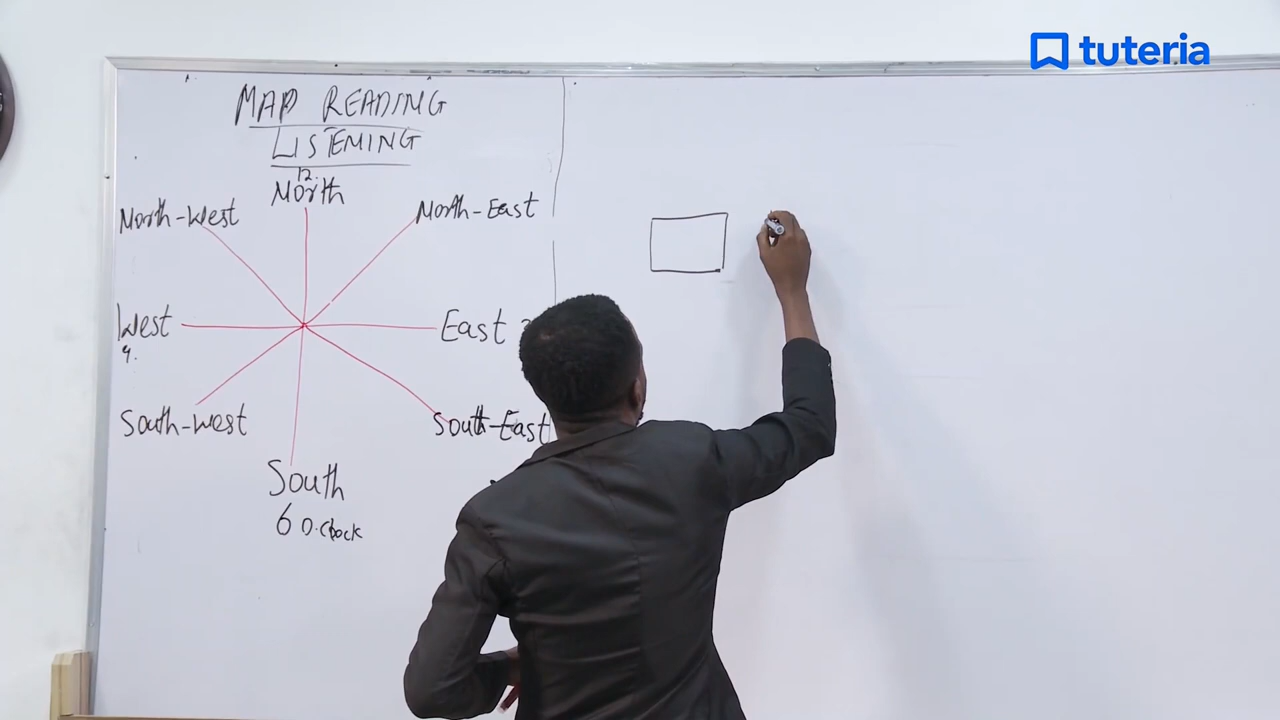 tuteria
MAP READING
LISTENING
12.
North
North-West
North-East
West
East
9.
South-West
South-East
South
6 O.Clock